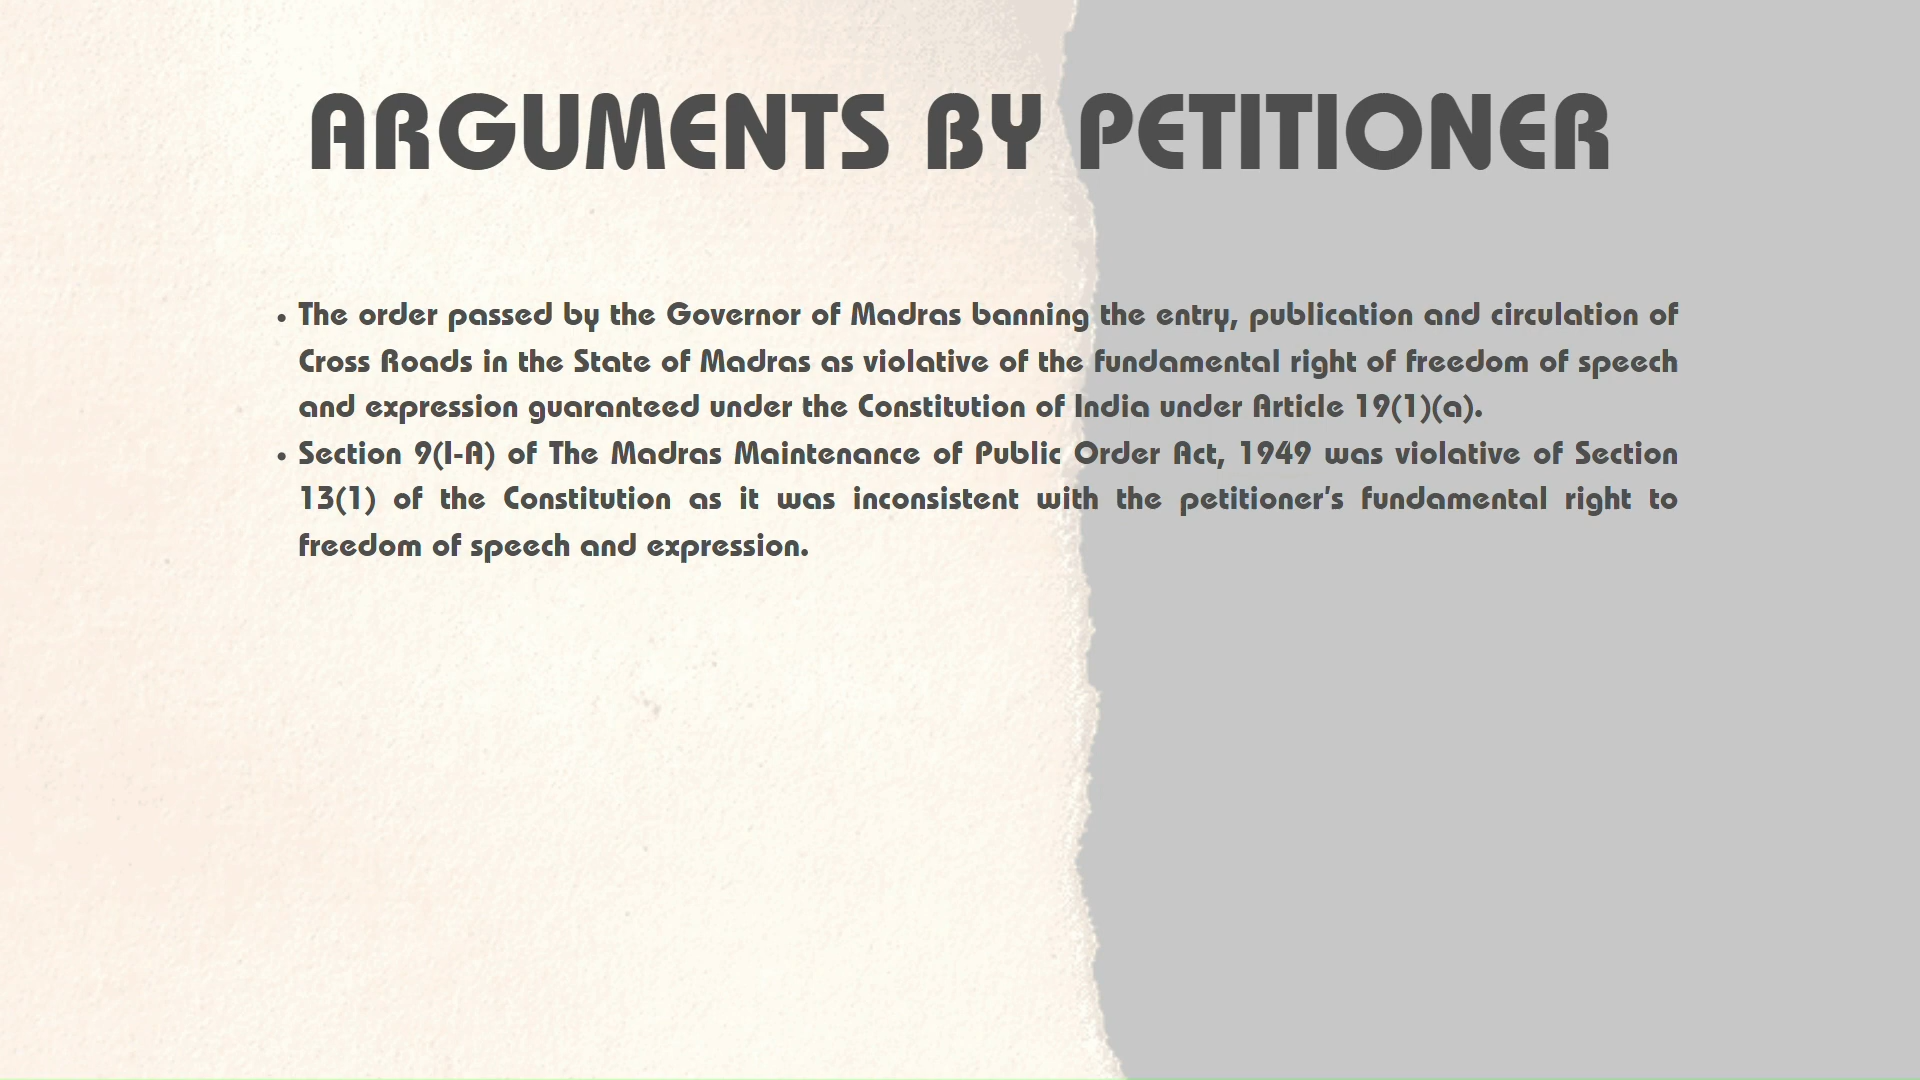 ARGUMENTS BY PETITIONER
• The order passed by the Governor of Madras banning the entry, publication and circulation of
Cross Roads in the State of Madras as violative of the fundamental right of freedom of speech
and expression guaranteed under the Constitution of India under Article 19(1)(a).
• Section 9(I-A) of The Madras Maintenance of Public Order Act, 1949 was violative of Section
13(1) of the Constitution as it was inconsistent with the petitioner's fundamental right to
freedom of speech and expression.